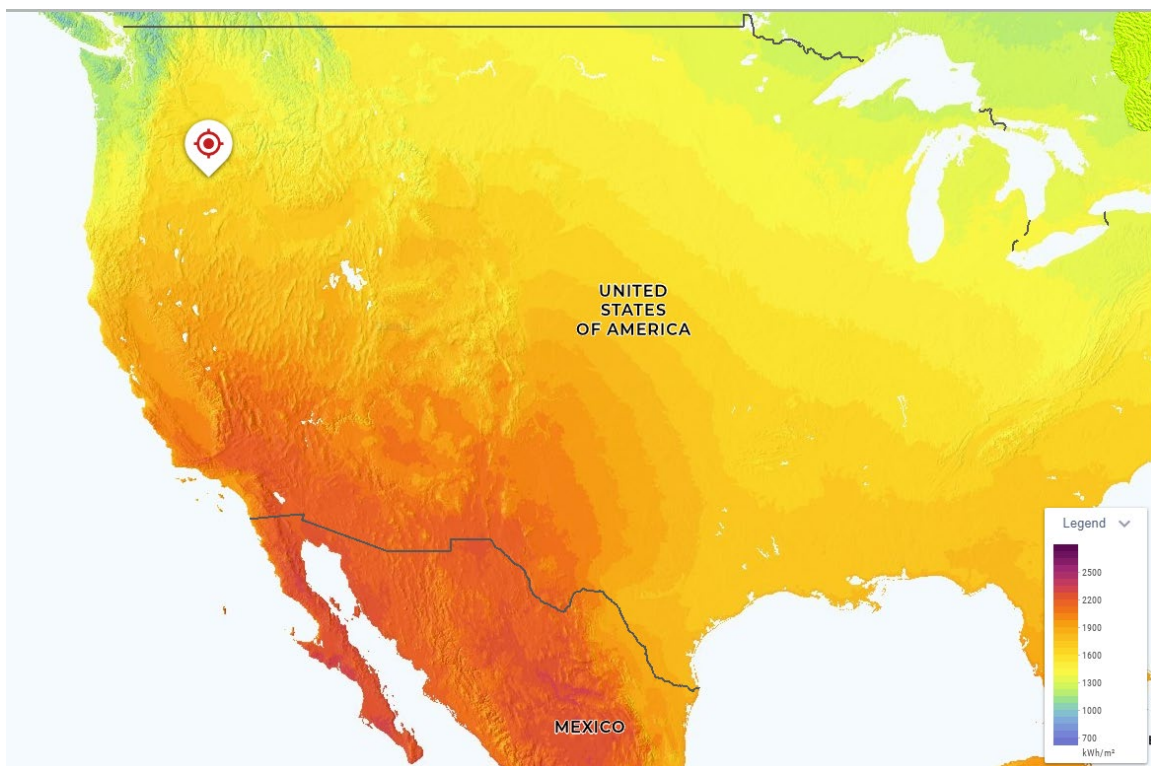 UNITED
STATES
OF AMERICA
MEXICO
Legend
2500
2200
1900
1600
1300
1000
700
kWh/m²